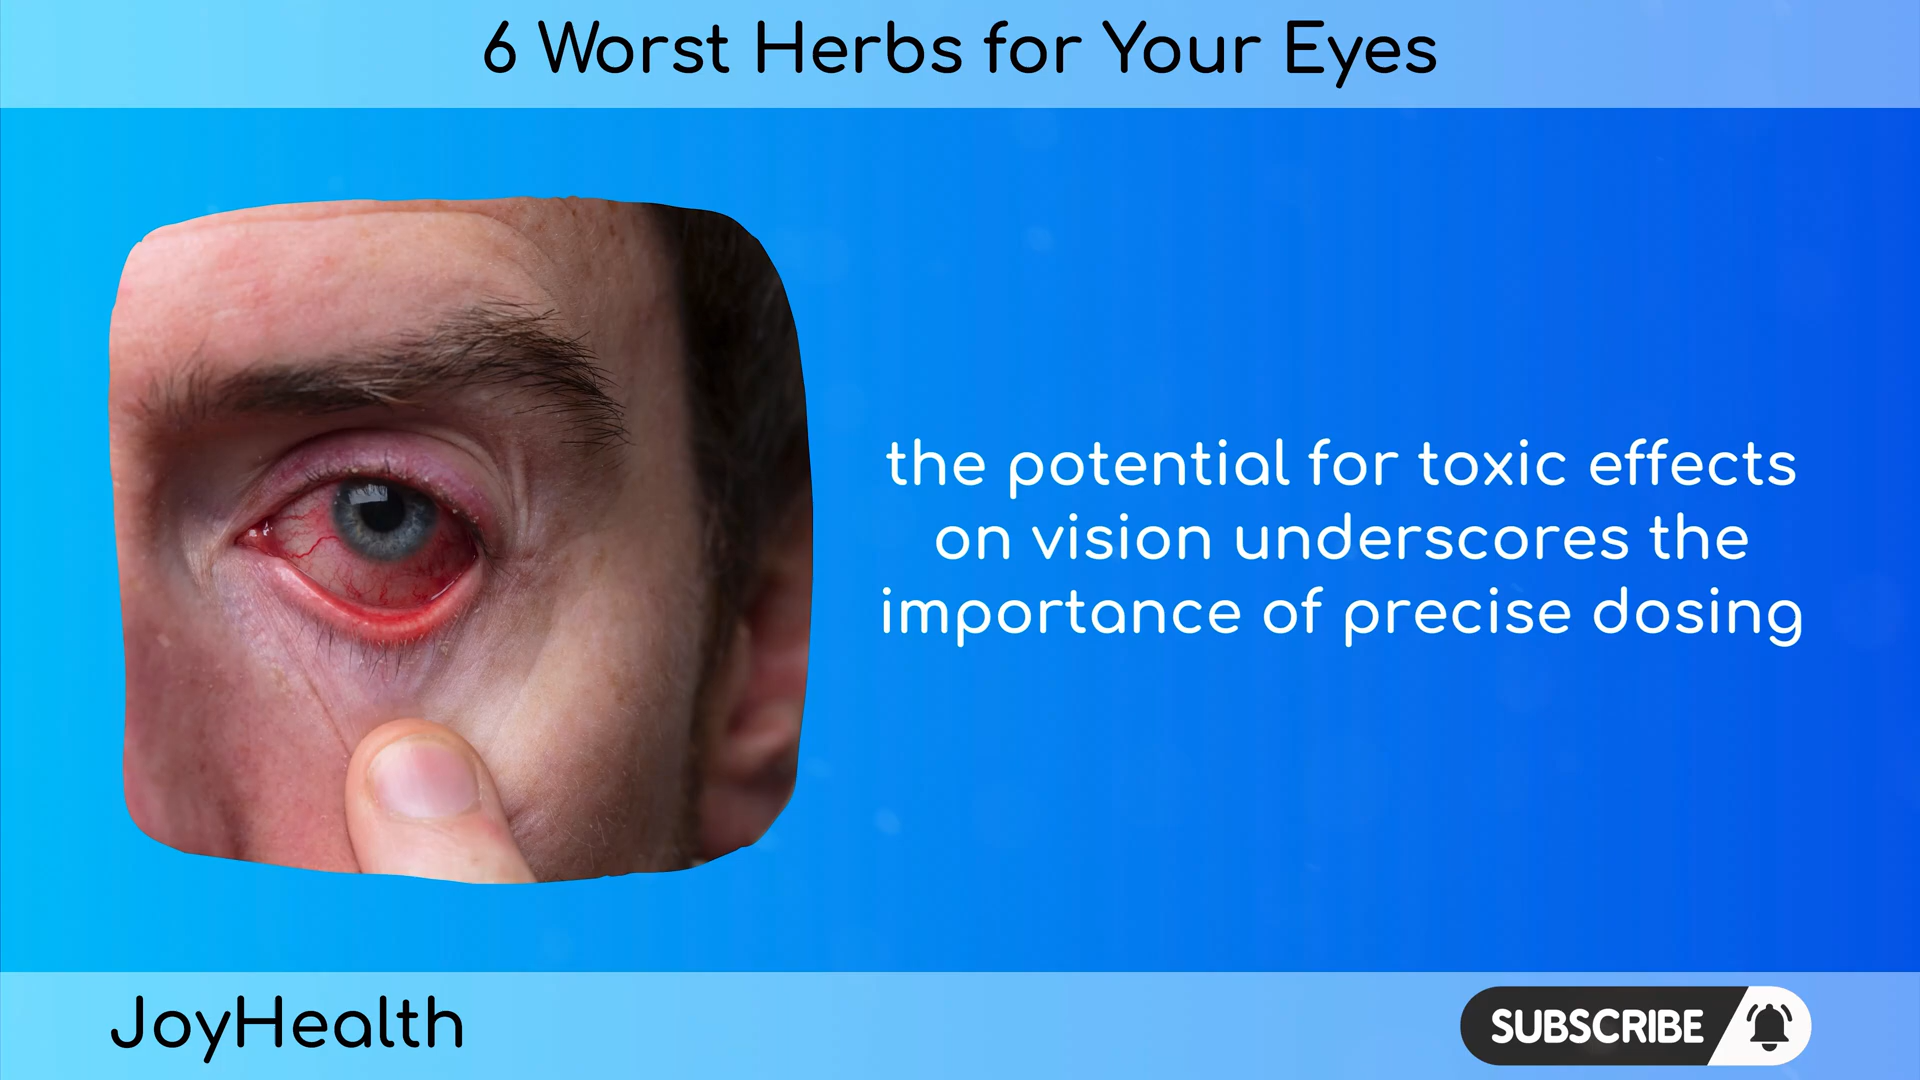 6 Worst Herbs for Your Eyes
the potential for toxic effects
on vision underscores the
importance of precise dosing
JoyHealth
SUBSCRIBE